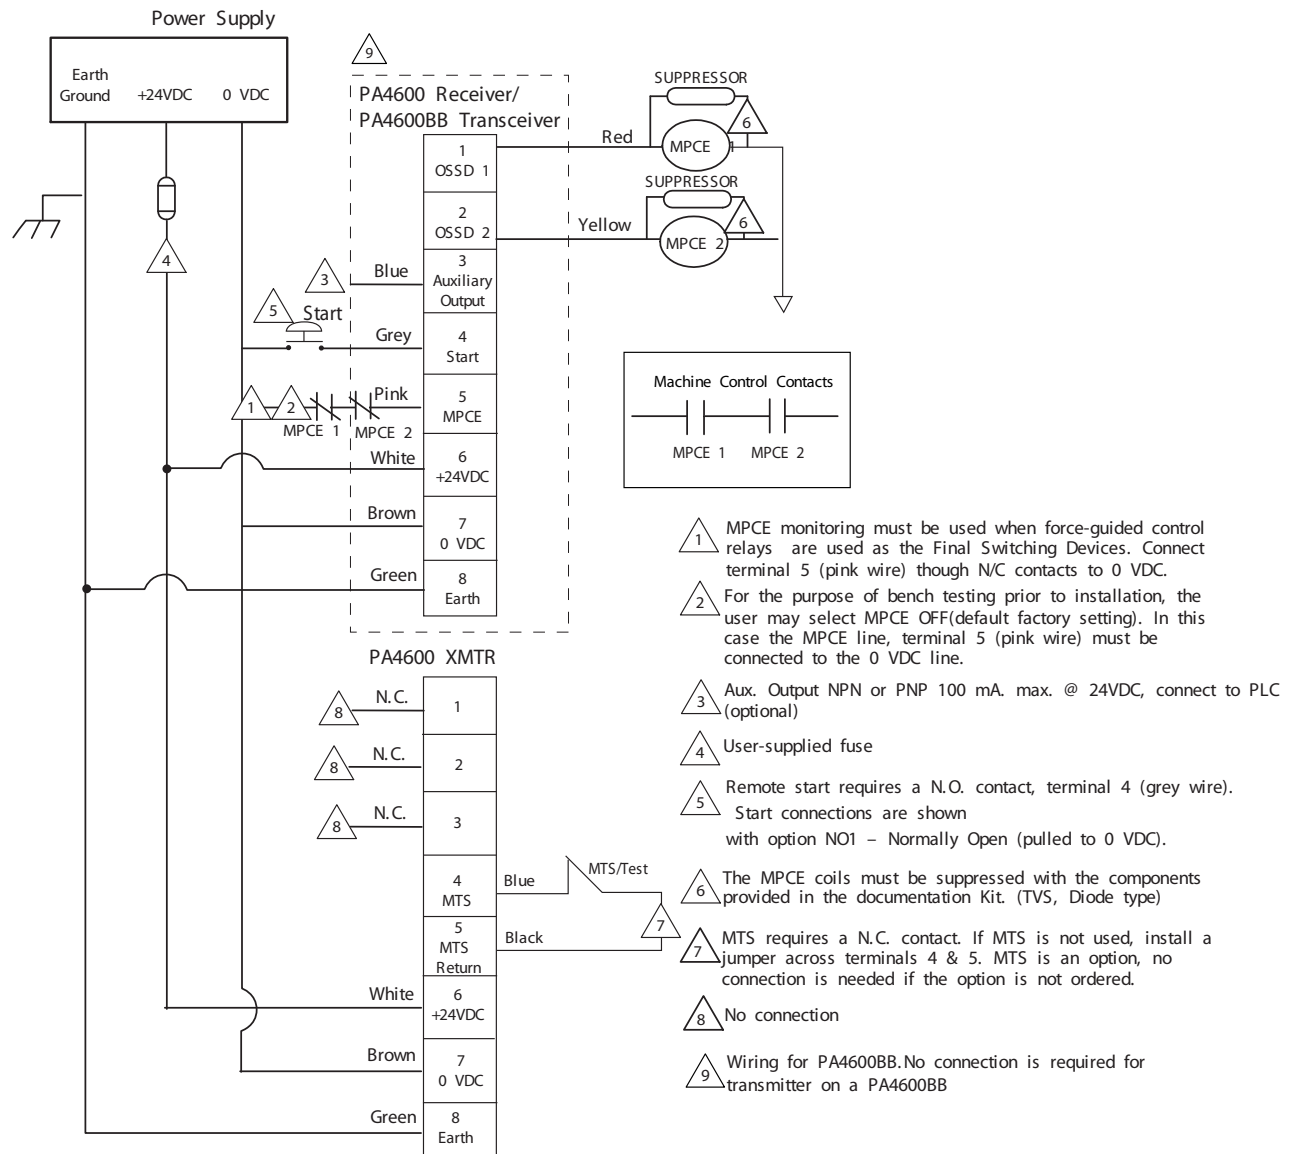 Power Supply
Earth
Ground
+24VDC
0 VDC
9
PA4600 Receiver/
PA4600BB Transceiver
SUPPRESSOR
6
Red
MPCE 1
1
OSSD 1
SUPPRESSOR
6
Yellow
MPCE 2
2
OSSD 2
4
3
Blue
3
Auxiliary
Output
5
Start
Grey
4
Start
1
2
MPCE 1
MPCE 2
Pink
5
MPCE
White
6
+24VDC
Brown
7
0 VDC
Green
8
Earth
Machine Control Contacts
MPCE 1
MPCE 2
PA4600 XMTR
8
N.C.
1
8
N.C.
2
8
N.C.
3
4
MTS
Blue
MTS/Test
7
5
MTS
Return
Black
White
6
+24VDC
Brown
7
0 VDC
Green
8
Earth
1
MPCE monitoring must be used when force-guided control
relays are used as the Final Switching Devices. Connect
terminal 5 (pink wire) though N/C contacts to 0 VDC.
2
For the purpose of bench testing prior to installation, the
user may select MPCE OFF(default factory setting). In this
case the MPCE line, terminal 5 (pink wire) must be
connected to the 0 VDC line.
3
Aux. Output NPN or PNP 100 mA. max. @ 24VDC, connect to PLC
(optional)
4
User-supplied fuse
5
Remote start requires a N.O. contact, terminal 4 (grey wire).
Start connections are shown
with option NO1 – Normally Open (pulled to 0 VDC).
6
The MPCE coils must be suppressed with the components
provided in the documentation Kit. (TVS, Diode type)
7
MTS requires a N.C. contact. If MTS is not used, install a
jumper across terminals 4 & 5. MTS is an option, no
connection is needed if the option is not ordered.
8
No connection
9
Wiring for PA4600BB.No connection is required for
transmitter on a PA4600BB